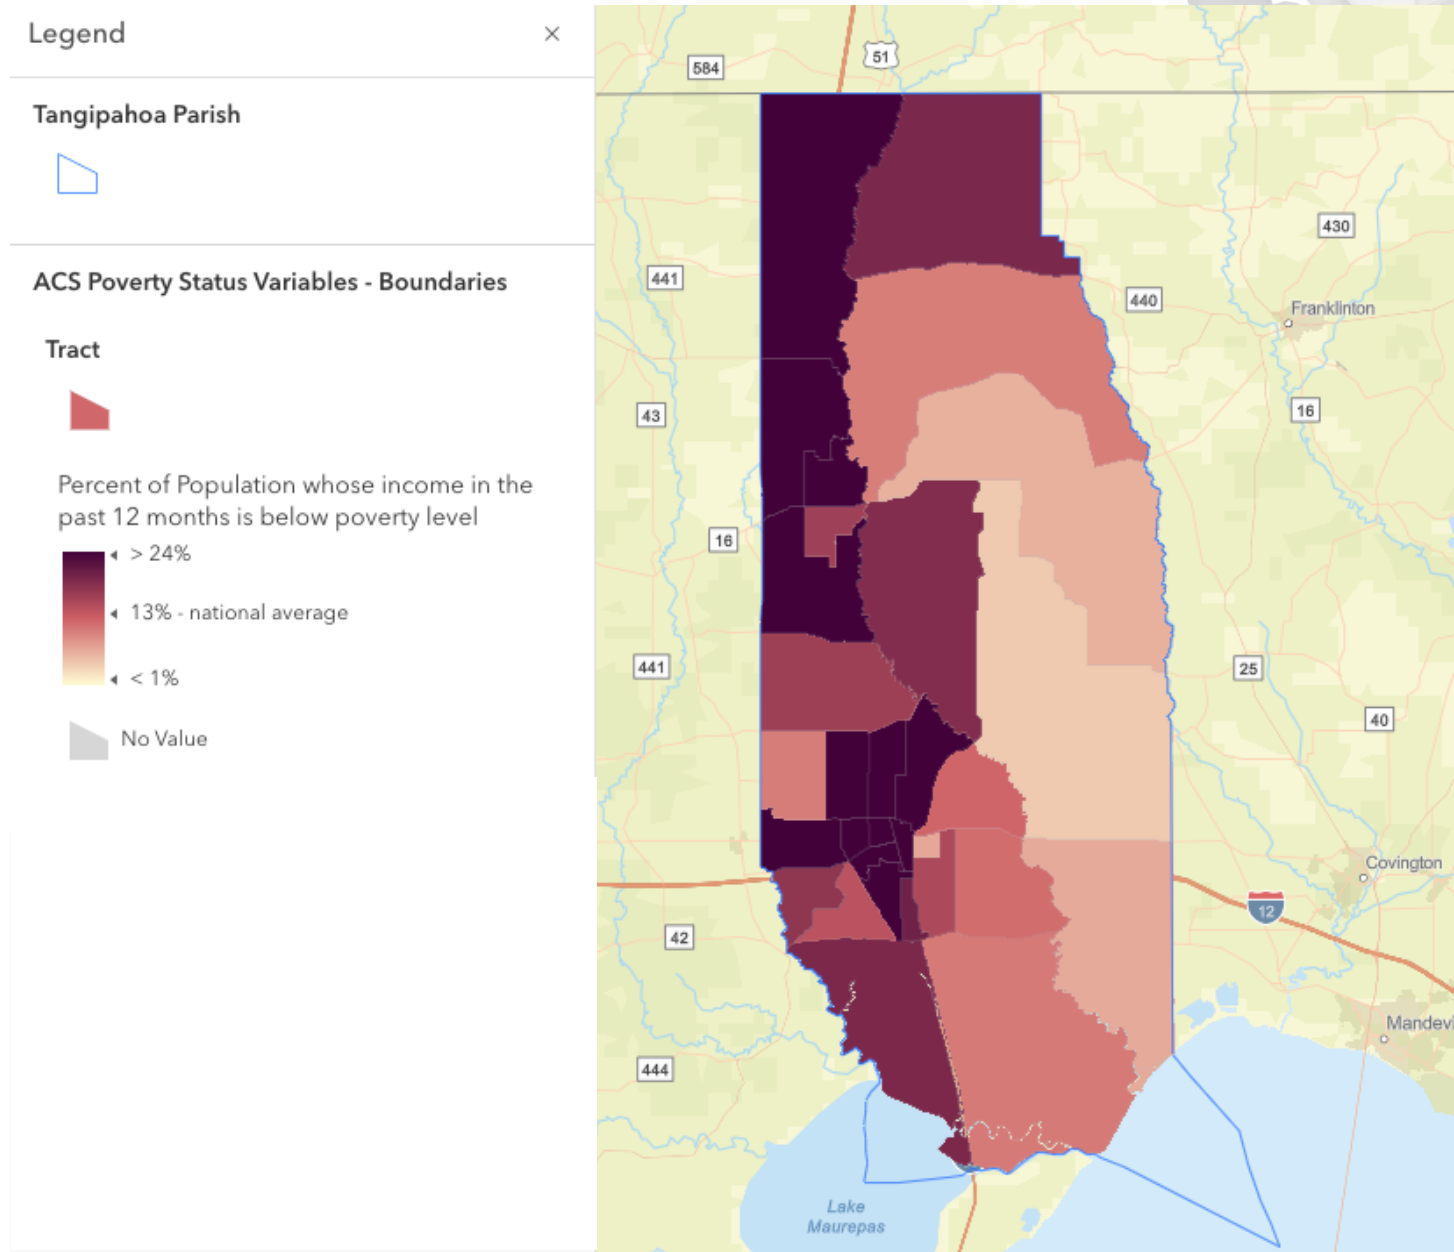 Legend
Tangipahoa Parish
ACS Poverty Status Variables - Boundaries
Tract
Percent of Population whose income in the
past 12 months is below poverty level
> 24%
13% - national average
< 1%
No Value
51
584
430
441
440
Franklinton
43
16
16
441
25
40
Covington
12
42
Mandevi
444
Lake
Maurepas